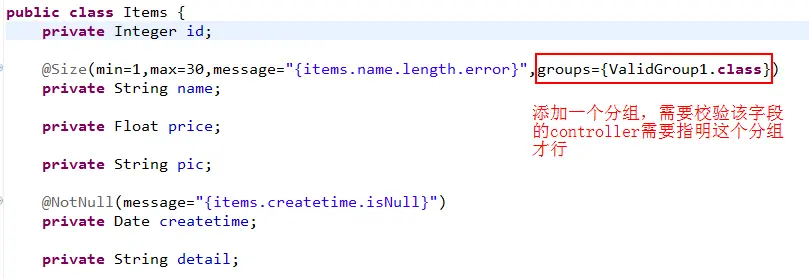 public class Items {
private Integer id;
@Size(min=1,max=30,message="{items.name.length.error}",groups={ValidGroup1.class})
private String name;
添加一个分组，需要校验该字段
的controller需要指明这个分组
才行
private Float price;
private String pic;
@NotNull(message="{items.createtime.isNull}")
private Date createtime;
private String detail;